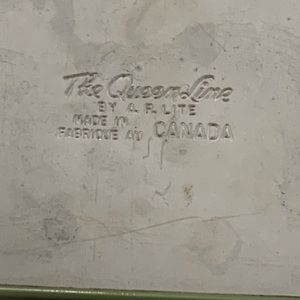 The Queen Line
BY A. R. LITE
MADE IN
FABRIQUE AU CANADA